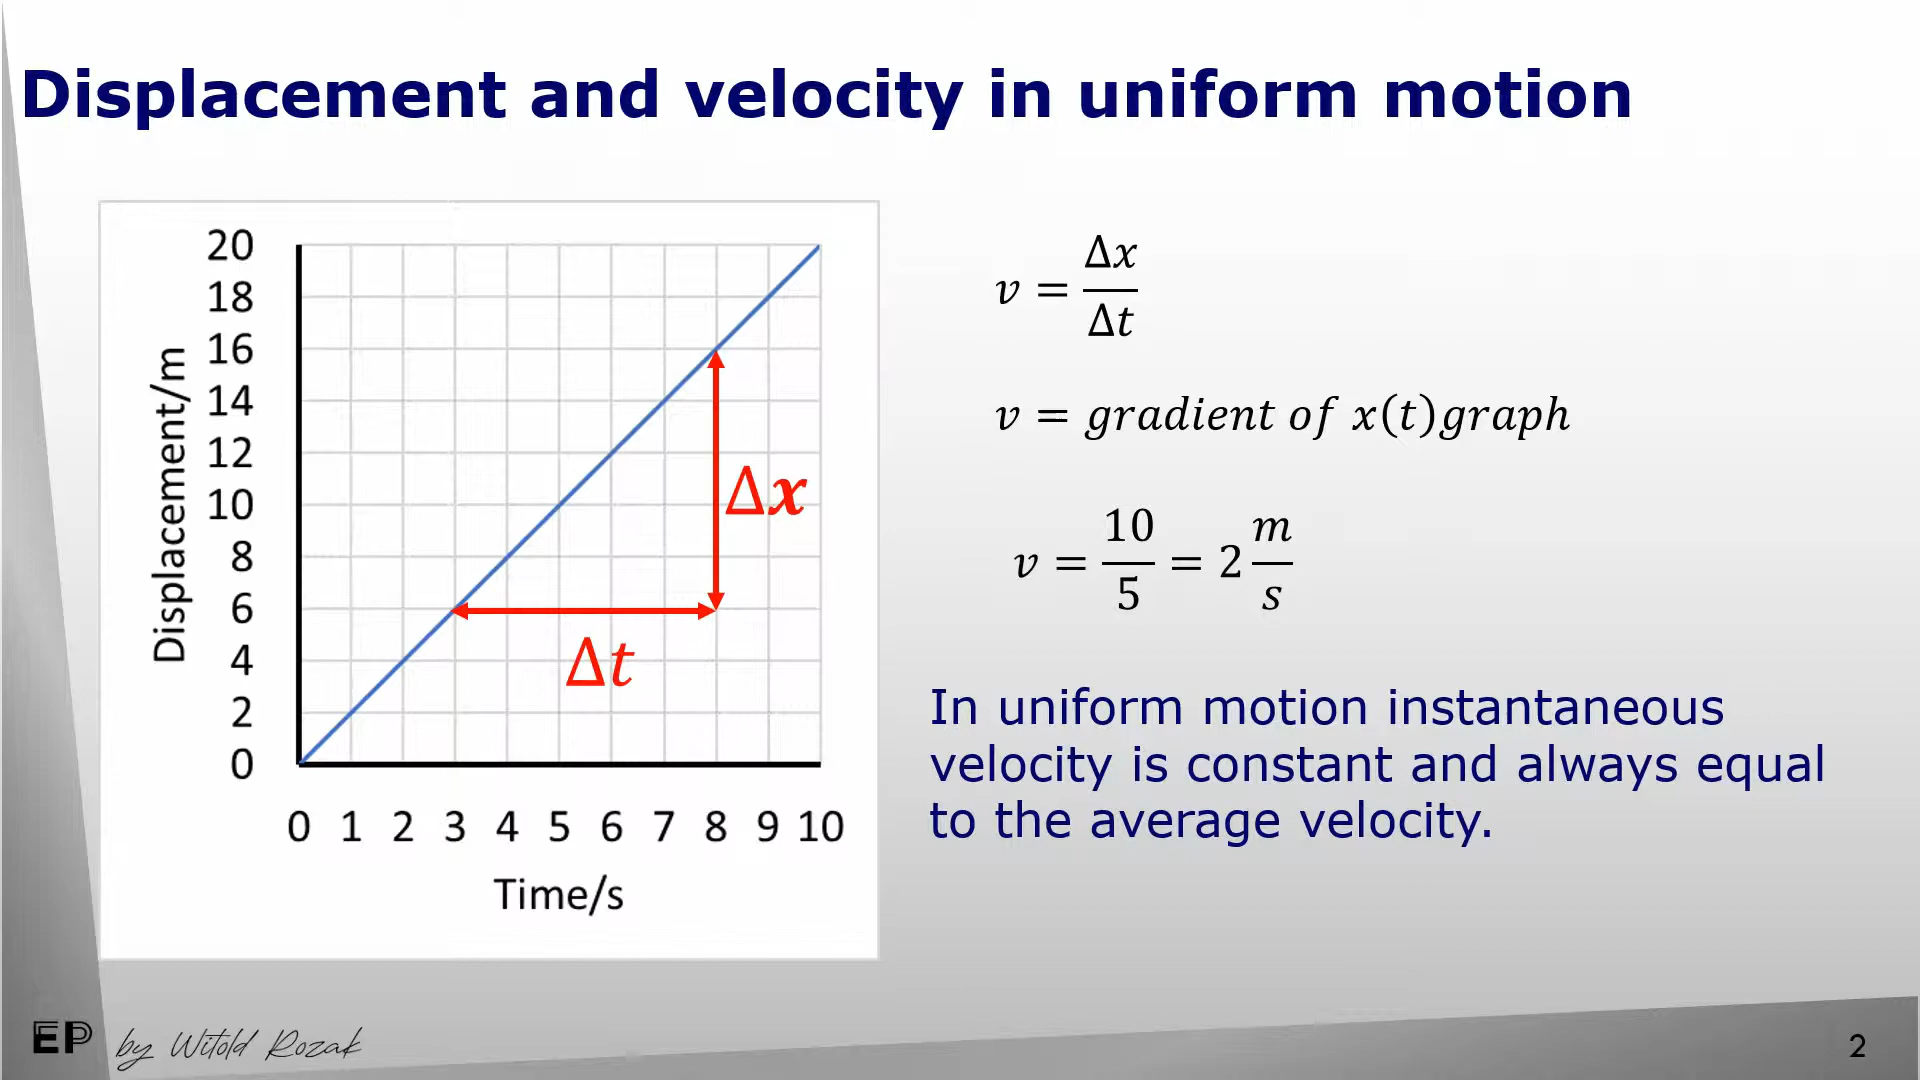 Displacement and velocity in uniform motion
20
18
16
14
12
10
8
6
4
2
0
Displacement/m
Δx
Δt
0 1 2 3 4 5 6 7 8 9 10
Time/s
v = Δx/Δt
v = gradient of x(t)graph
v = 10/5 = 2 m/s
In uniform motion instantaneous
velocity is constant and always equal
to the average velocity.
EP by Witold Rozak
2